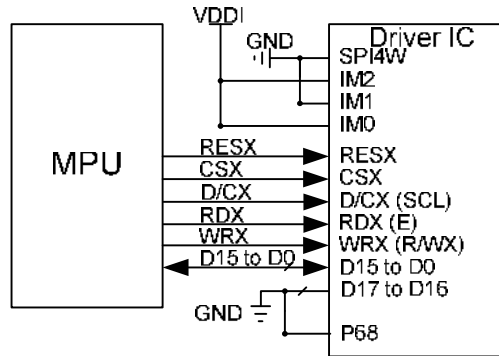 VDDI
GND
Driver IC
SPI4W
IM2
IM1
IM0
MPU
RESX
RESX
CSX
CSX
D/CX
D/CX (SCL)
RDX
RDX (E)
WRX
WRX (R/WX)
D15 to D0
D15 to D0
D17 to D16
GND
P68